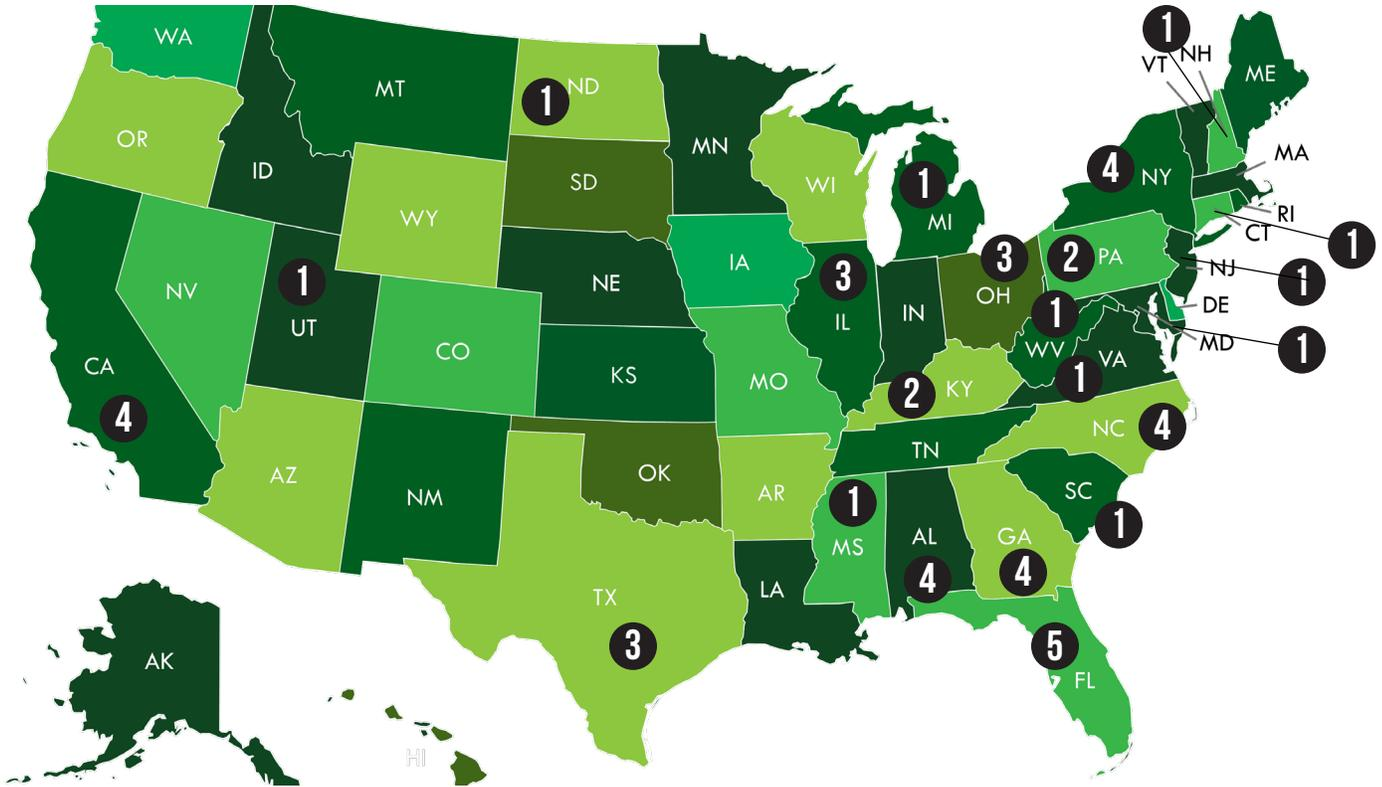 1
WA
VT
NH
ME
MT
1
ND
OR
MN
MA
ID
SD
WI
1
4
NY
WY
MI
RI
CT
1
IA
3
2
PA
NJ
1
NV
1
NE
3
OH
DE
UT
IL
IN
1
MD
CA
CO
KS
MO
WV
VA
1
4
2
KY
1
NC
4
TN
AZ
NM
OK
AR
1
SC
1
MS
AL
GA
4
4
LA
TX
3
5
FL
AK
HI